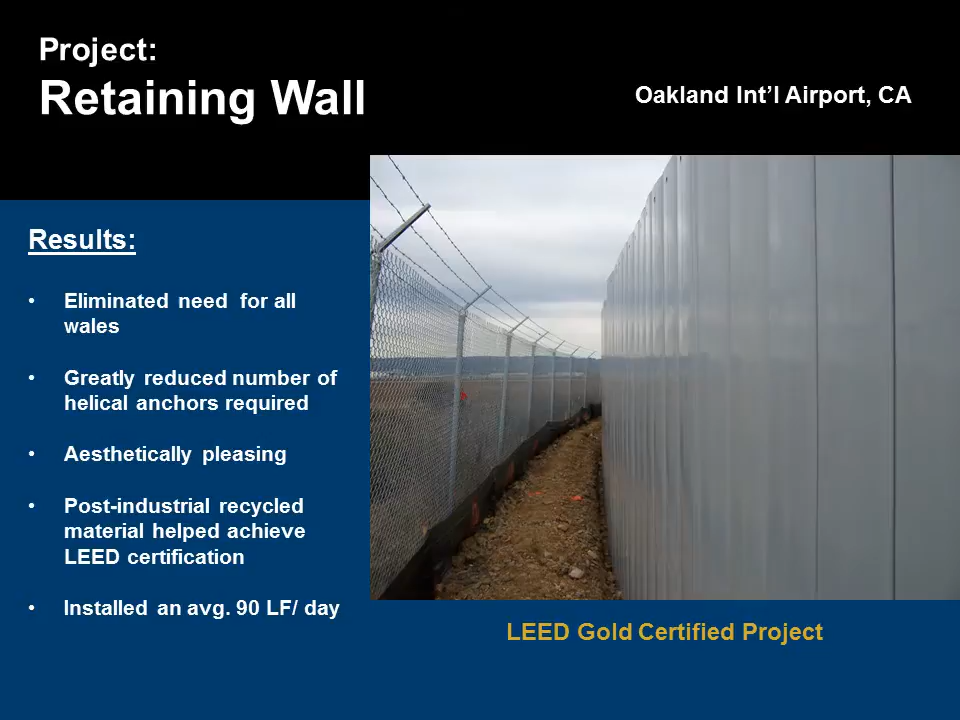 Project:
Retaining Wall
Oakland Int’l Airport, CA
Results:
• Eliminated need for all
wales
• Greatly reduced number of
helical anchors required
• Aesthetically pleasing
• Post-industrial recycled
material helped achieve
LEED certification
• Installed an avg. 90 LF/ day
LEED Gold Certified Project